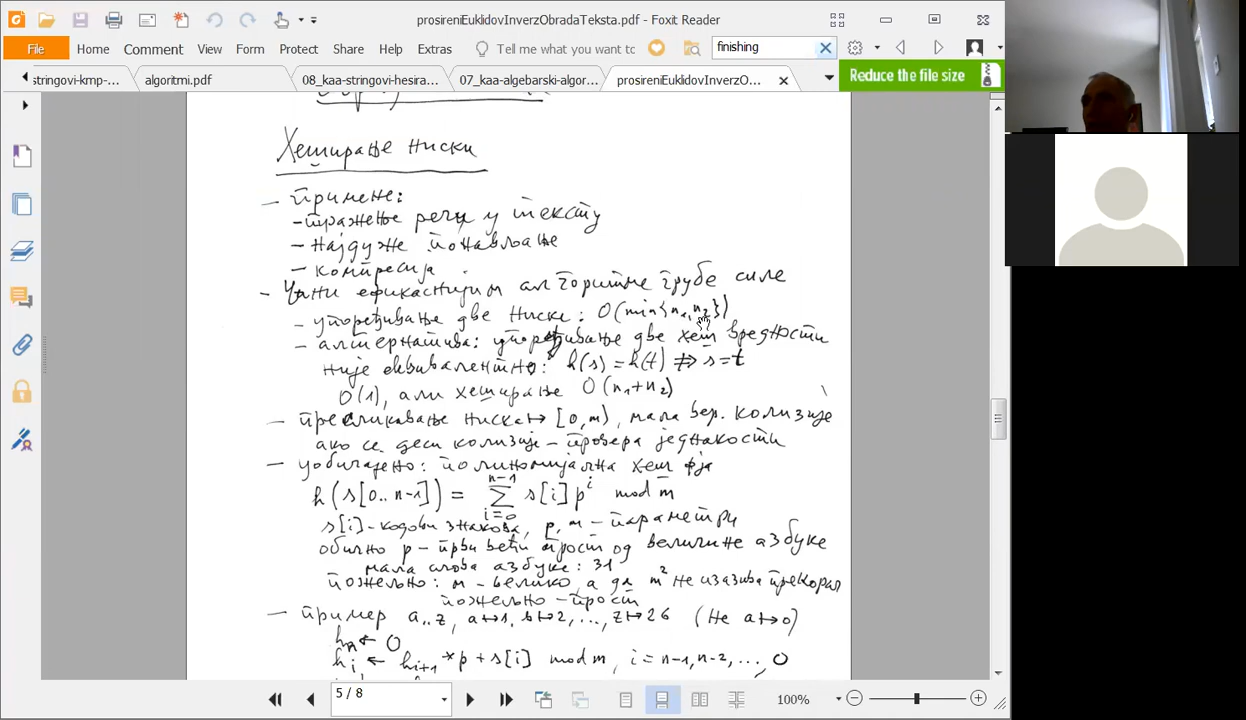 prosireniEuklidovInverzObradaTeksta.pdf - Foxit Reader
File Home Comment View Form Protect Share Help Extras Tell me what you want to finishing
stringovi-kmp-... algoritmi.pdf 08_kaa-stringovi-hesira... 07_kaa-algebarski-algor... prosireniEuklidovInverzObradaTe... Reduce the file size
Хеширање ниски
- примене:
- тражење речи у тексту
- најдуже понављање
- компресија
- Чини ефикаснијим алгоритме грубе силе
- упоређивање две ниске: O(min{n₁,n₂})
- алтернатива: упоређивање две хеш вредности
није еквивалентно: h(s) = h(t) ⇏ s=t
O(1), али хеширање O(n₁+n₂)
- пресликавање ниска ↦ [0,m), мала вер. колизије
ако се деси колизија - провера једнакости
- уобичајено: полиномијална хеш фја
h(s[0..n-1]) = ∑ᵢ₌₀ⁿ⁻¹ s[i]pⁱ mod m
s[i] - кодови знакова, p, m - параметри
обично p - први већи прост од величине азбуке
мала слова азбуке: 31
пожељно: m - велико, а да m² не изазива прекорач
пожељно - прост
- пример a..z, a↦1, b↦2, ..., z↦26 (Не a↦0)
hₙ ← 0
hᵢ ← hᵢ₊₁ * p + s[i] mod m, i = n-1, n-2, ..., 0
5 / 8 100%